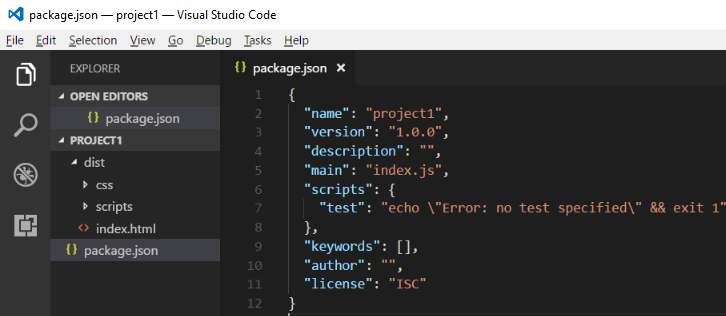 package.json — project1 — Visual Studio Code
File Edit Selection View Go Debug Tasks Help
EXPLORER
OPEN EDITORS
{} package.json
PROJECT1
dist
css
scripts
<> index.html
{} package.json
{} package.json ×
1 {
2 "name": "project1",
3 "version": "1.0.0",
4 "description": "",
5 "main": "index.js",
6 "scripts": {
7 "test": "echo \"Error: no test specified\" && exit 1"
8 },
9 "keywords": [],
10 "author": "",
11 "license": "ISC"
12 }